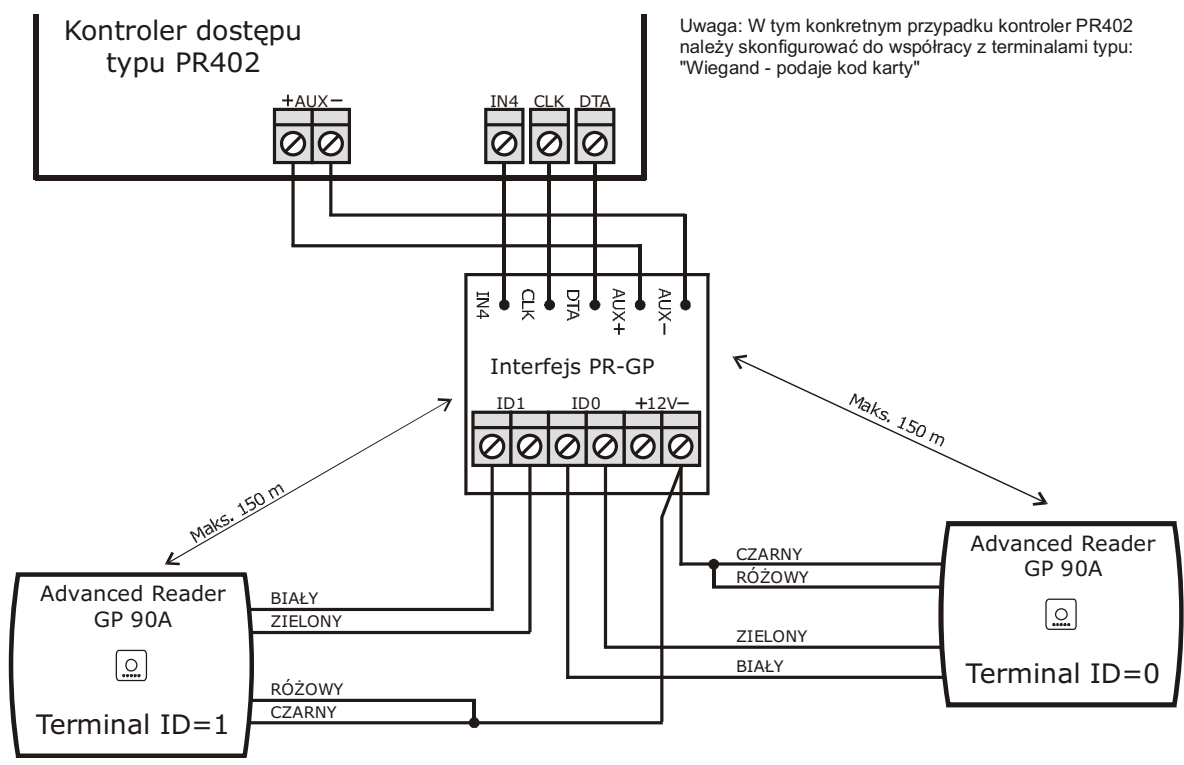 Kontroler dostępu
typu PR402
Uwaga: W tym konkretnym przypadku kontroler PR402
należy skonfigurować do współracy z terminalami typu:
"Wiegand - podaje kod karty"
+AUX−
IN4 CLK DTA
IN4
CLK
DTA
AUX+
AUX−
Interfejs PR-GP
ID1 ID0 +12V−
Maks. 150 m
Maks. 150 m
Advanced Reader
GP 90A
Terminal ID=1
BIAŁY
ZIELONY
RÓŻOWY
CZARNY
CZARNY
RÓŻOWY
ZIELONY
BIAŁY
Advanced Reader
GP 90A
Terminal ID=0